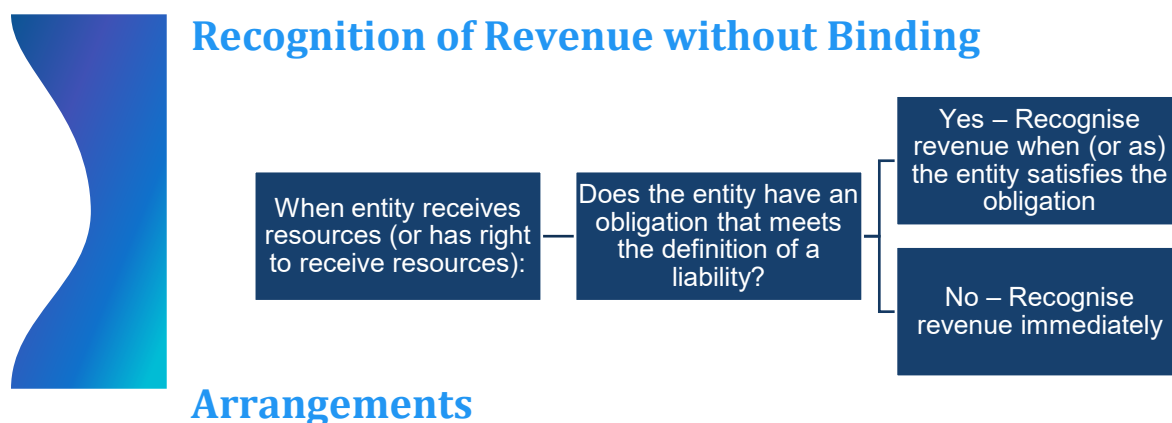 Recognition of Revenue without Binding
When entity receives
resources (or has right
to receive resources):
Does the entity have an
obligation that meets
the definition of a
liability?
Yes – Recognise
revenue when (or as)
the entity satisfies the
obligation
No – Recognise
revenue immediately
Arrangements